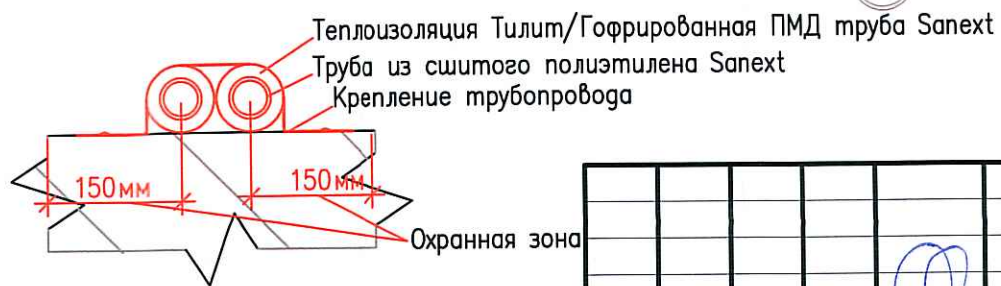 Теплоизоляция Тилит/Гофрированная ПМД труба Sanext
Труба из сшитого полиэтилена Sanext
Крепление трубопровода
150мм
150мм
Охранная зона